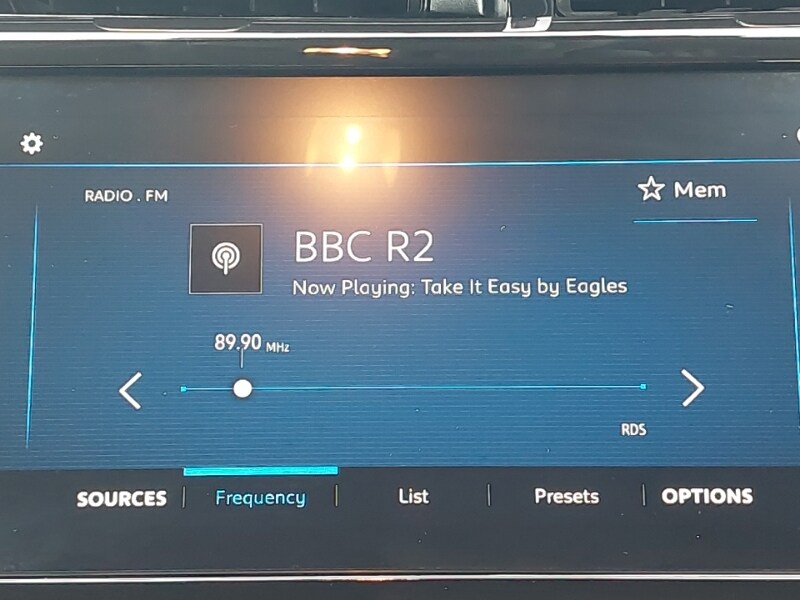 RADIO . FM
Mem
BBC R2
Now Playing: Take It Easy by Eagles
89.90 MHz
RDS
SOURCES
Frequency
List
Presets
OPTIONS